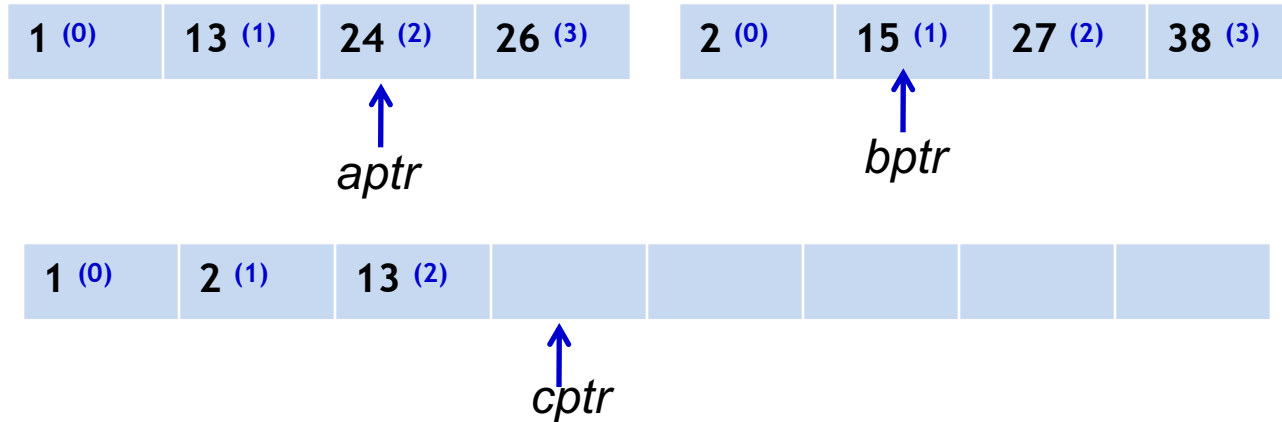 1 (0) 13 (1) 24 (2) 26 (3) 2 (0) 15 (1) 27 (2) 38 (3)
aptr bptr
1 (0) 2 (1) 13 (2)
cptr